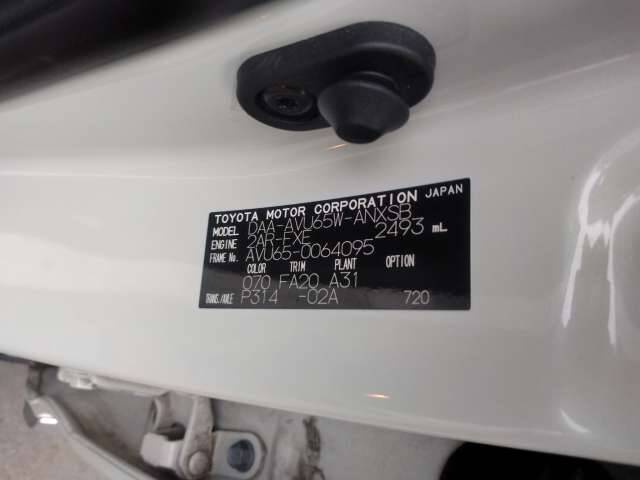 TOYOTA MOTOR CORPORATION JAPAN
MODEL DAA-AVU65W-ANXSB
ENGINE 2AR-FXE 2493 mL
FRAME No. AVU65-0064095
COLOR TRIM PLANT OPTION
070 FA20 A31
TRANS./AXLE P314 -02A 720